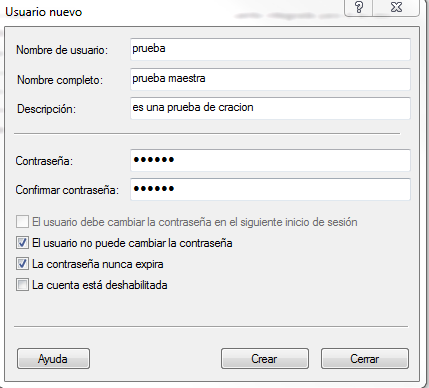 Usuario nuevo
Nombre de usuario: prueba
Nombre completo: prueba maestra
Descripción: es una prueba de cracion
Contraseña: ••••••
Confirmar contraseña: ••••••
El usuario debe cambiar la contraseña en el siguiente inicio de sesión
El usuario no puede cambiar la contraseña
La contraseña nunca expira
La cuenta está deshabilitada
Ayuda Crear Cerrar